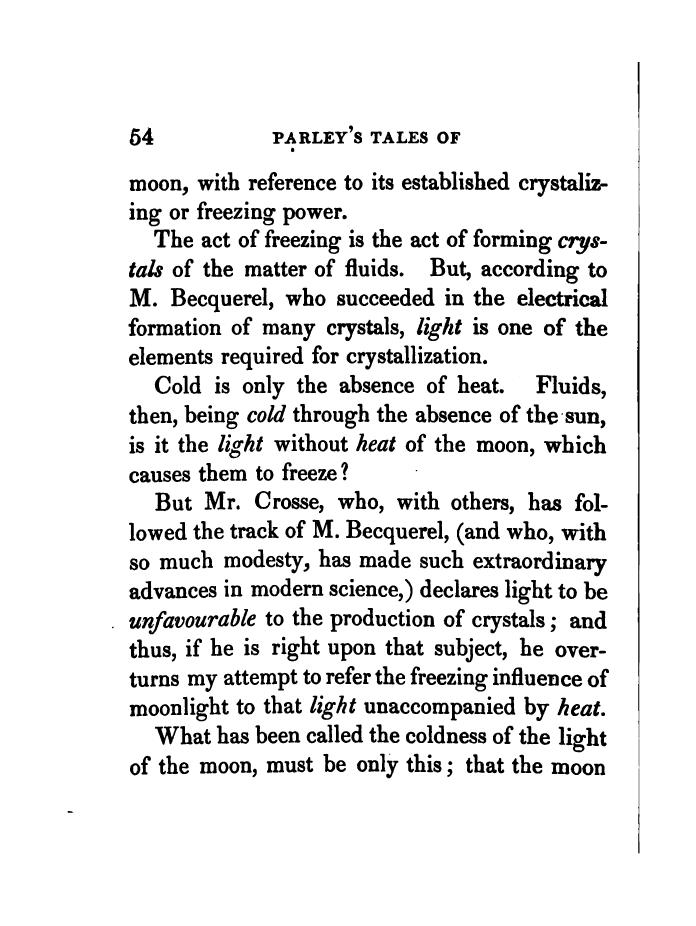 54 PARLEY'S TALES OF
moon, with reference to its established crystaliz-
ing or freezing power.
The act of freezing is the act of forming crys-
tals of the matter of fluids. But, according to
M. Becquerel, who succeeded in the electrical
formation of many crystals, light is one of the
elements required for crystallization.
Cold is only the absence of heat. Fluids,
then, being cold through the absence of the sun,
is it the light without heat of the moon, which
causes them to freeze?
But Mr. Crosse, who, with others, has fol-
lowed the track of M. Becquerel, (and who, with
so much modesty, has made such extraordinary
advances in modern science,) declares light to be
unfavourable to the production of crystals; and
thus, if he is right upon that subject, he over-
turns my attempt to refer the freezing influence of
moonlight to that light unaccompanied by heat.
What has been called the coldness of the light
of the moon, must be only this; that the moon